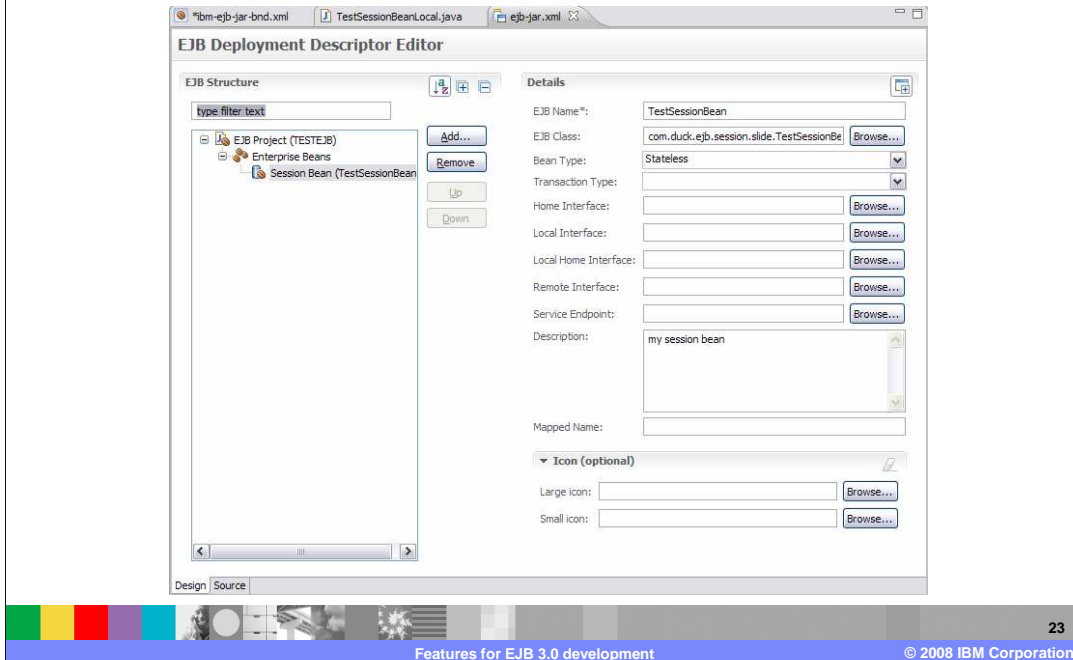 *ibm-ejb-jar-bnd.xml TestSessionBeanLocal.java ejb-jar.xml
EJB Deployment Descriptor Editor
EJB Structure
type filter text
EJB Project (TESTEJB)
Enterprise Beans
Session Bean (TestSessionBean
Add...
Remove
Up
Down
Details
EJB Name*: TestSessionBean
EJB Class: com.duck.ejb.session.slide.TestSessionBe Browse...
Bean Type: Stateless
Transaction Type:
Home Interface: Browse...
Local Interface: Browse...
Local Home Interface: Browse...
Remote Interface: Browse...
Service Endpoint: Browse...
Description: my session bean
Mapped Name:
Icon (optional)
Large icon: Browse...
Small icon: Browse...
Design Source
23
Features for EJB 3.0 development © 2008 IBM Corporation